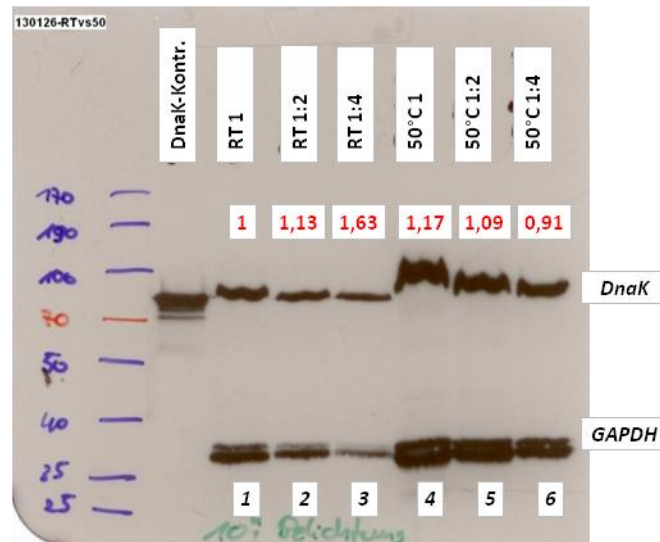 130126-RTvs50
DnaK-Kontr.
RT 1
RT 1:2
RT 1:4
50°C 1
50°C 1:2
50°C 1:4
170
190
100
70
50
40
35
25
1
1,13
1,63
1,17
1,09
0,91
DnaK
GAPDH
1
2
3
4
5
6
10" Belichtung